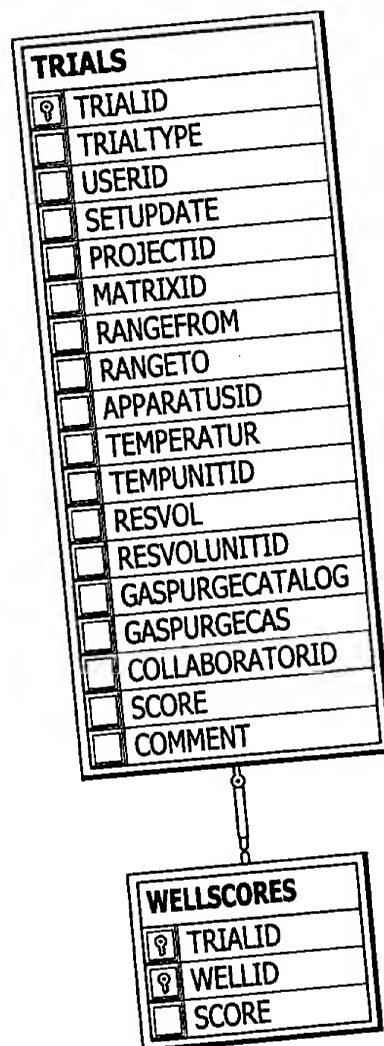 TRIALS
TRIALID
TRIALTYPE
USERID
SETUPDATE
PROJECTID
MATRIXID
RANGEFROM
RANGETO
APPARATUSID
TEMPERATUR
TEMPUNITID
RESVOL
RESVOLUNITID
GASPURGECATALOG
GASPURGECAS
COLLABORATORID
SCORE
COMMENT
WELLSCORES
TRIALID
WELLID
SCORE